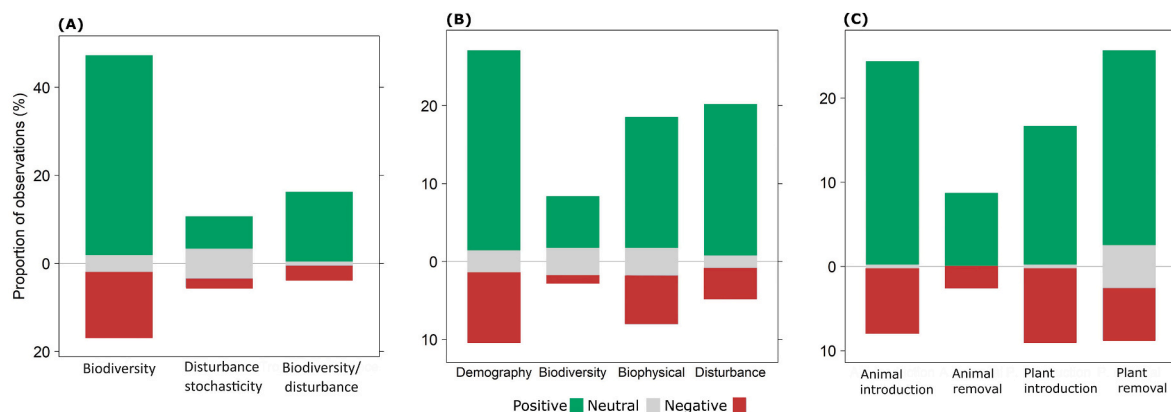 (A)
(B)
(C)
Proportion of observations (%)
40
20
0
20
Biodiversity
Disturbance
stochasticity
Biodiversity/
disturbance
20
10
0
10
Demography
Biodiversity
Biophysical
Disturbance
20
10
0
10
Animal
introduction
Animal
removal
Plant
introduction
Plant
removal
Positive
Neutral
Negative